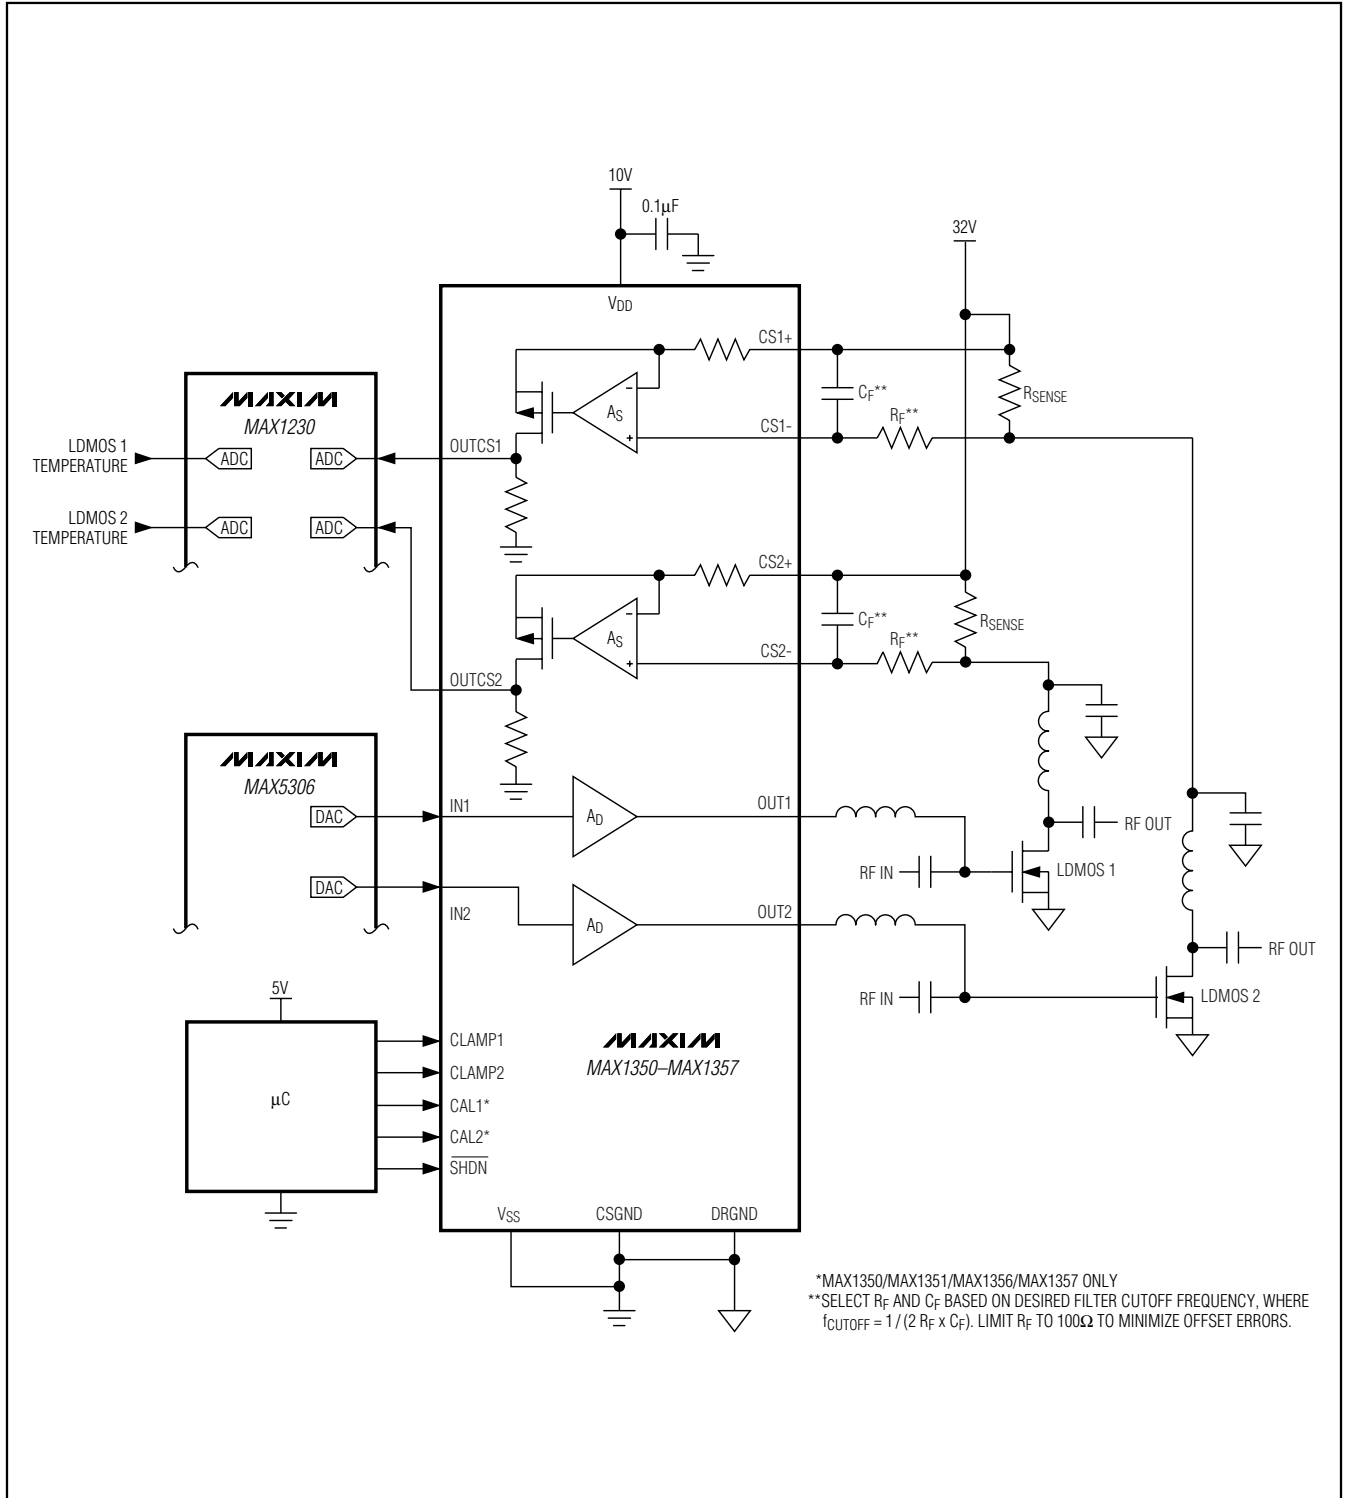 10V
0.1µF
32V
VDD
CS1+
CF**
RSENSE
AS
RF**
CS1-
MAXIM
MAX1230
LDMOS 1
TEMPERATURE
ADC
ADC
OUTCS1
LDMOS 2
TEMPERATURE
ADC
ADC
CS2+
CF**
RSENSE
AS
RF**
CS2-
OUTCS2
MAXIM
MAX5306
DAC
IN1
AD
OUT1
RF OUT
RF IN
LDMOS 1
DAC
IN2
AD
OUT2
RF OUT
RF IN
LDMOS 2
5V
µC
CLAMP1
CLAMP2
CAL1*
CAL2*
SHDN
MAXIM
MAX1350–MAX1357
VSS
CSGND
DRGND
*MAX1350/MAX1351/MAX1356/MAX1357 ONLY
**SELECT RF AND CF BASED ON DESIRED FILTER CUTOFF FREQUENCY, WHERE
fCUTOFF = 1 / (2 RF x CF). LIMIT RF TO 100Ω TO MINIMIZE OFFSET ERRORS.